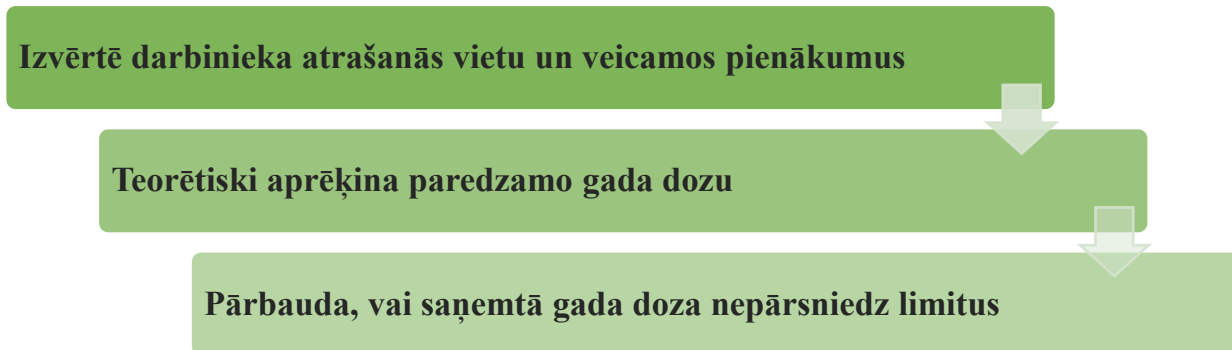 Izvērtē darbinieka atrašanās vietu un veicamos pienākumus
Teorētiski aprēķina paredzamo gada dozu
Pārbauda, vai saņemtā gada doza nepārsniedz limitus